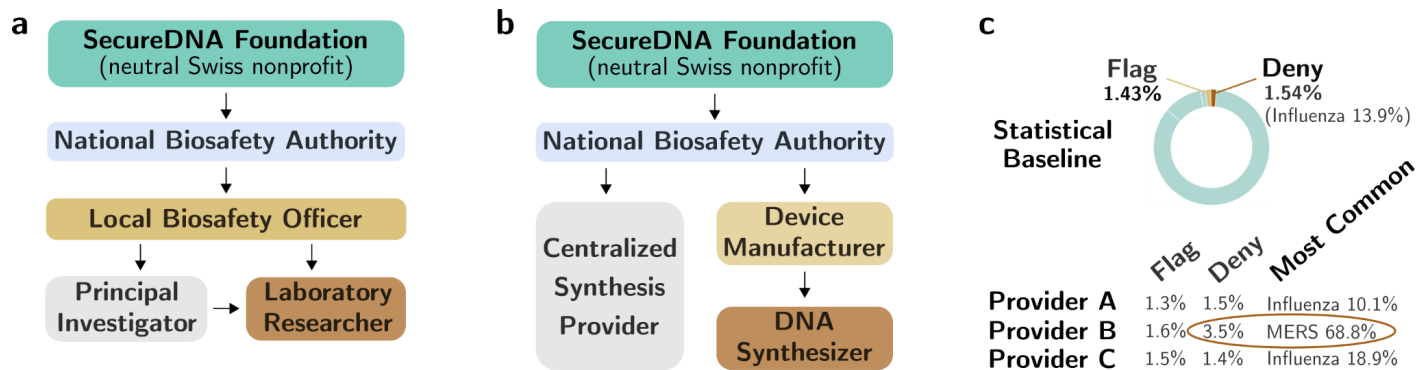 a
SecureDNA Foundation
(neutral Swiss nonprofit)
National Biosafety Authority
Local Biosafety Officer
Principal
Investigator
Laboratory
Researcher
b
SecureDNA Foundation
(neutral Swiss nonprofit)
National Biosafety Authority
Centralized
Synthesis
Provider
Device
Manufacturer
DNA
Synthesizer
c
Flag
1.43%
Deny
1.54%
(Influenza 13.9%)
Statistical
Baseline
Flag Deny Most Common
Provider A 1.3% 1.5% Influenza 10.1%
Provider B 1.6% 3.5% MERS 68.8%
Provider C 1.5% 1.4% Influenza 18.9%